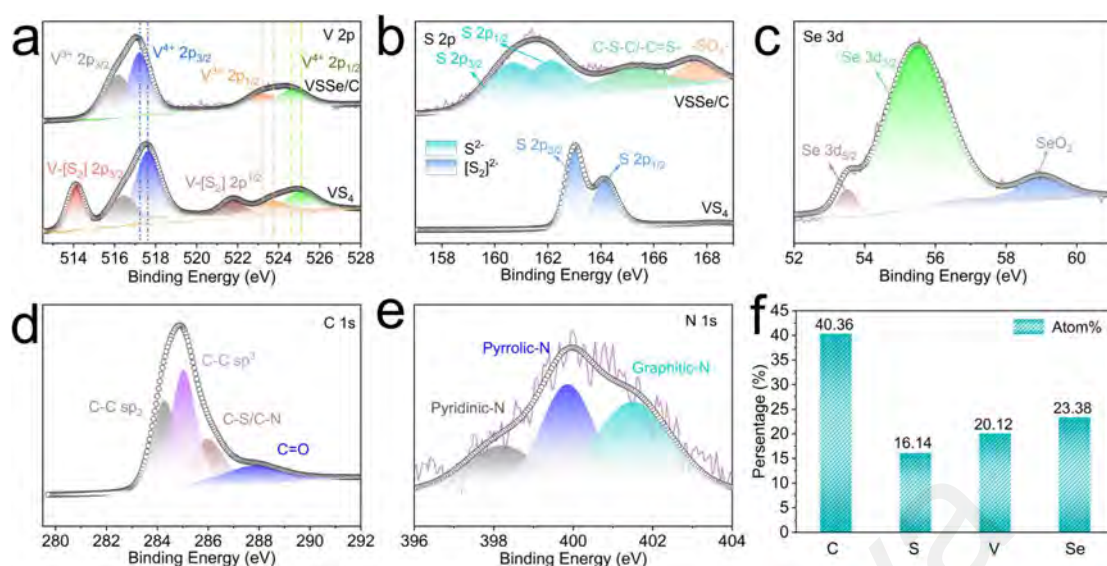 a
V 2p
V³⁺ 2p₃/₂
V⁴⁺ 2p₃/₂
V³⁺ 2p₁/₂
V⁴⁺ 2p₁/₂
VSSe/C
V-[S₂] 2p₃/₂
V-[S₂] 2p¹/²
VS₄
514 516 518 520 522 524 526 528
Binding Energy (eV)
b
S 2p
S 2p₃/₂
S 2p₁/₂
C-S-C/-C=S-
-SOₓ-
VSSe/C
S²⁻
[S₂]²⁻
S 2p₃/₂
S 2p₁/₂
VS₄
160 162 164 166 168
Binding Energy (eV)
c
Se 3d
Se 3d₃/₂
Se 3d₅/₂
52 54 56 58 60
Binding Energy (eV)
d
C 1s
C-C sp³
C-C sp₂
C-S/C-N
C=O
280 282 284 286 288 290 292
Binding Energy (eV)
e
N 1s
Pyrrolic-N
Graphitic-N
Pyridinic-N
396 398 400 402 404
Binding Energy (eV)
f
Persentage (%)
45
40
35
30
25
20
15
10
5
0
Atom%
40.36
16.14
20.12
23.38
C S V Se